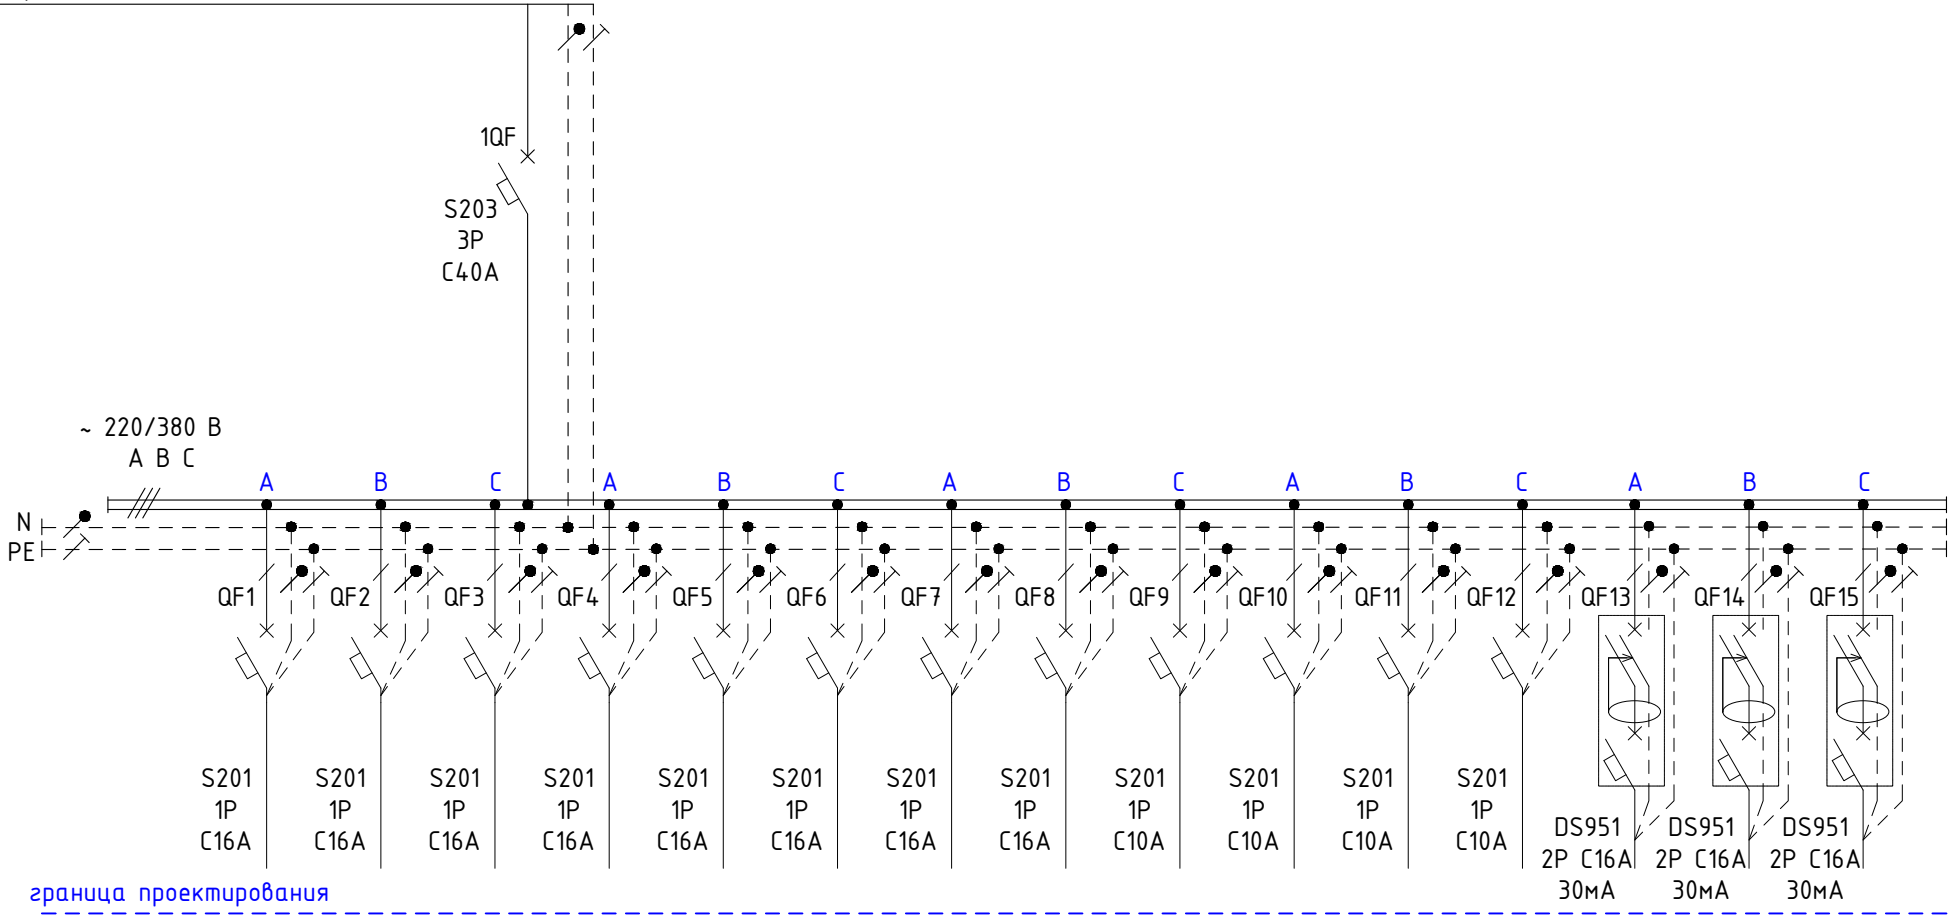 1QF
S203
3P
C40A
~ 220/380 В
A B C
A B C A B C A B C A B C A B C
N
PE
QF1 QF2 QF3 QF4 QF5 QF6 QF7 QF8 QF9 QF10 QF11 QF12 QF13 QF14 QF15
S201 S201 S201 S201 S201 S201 S201 S201 S201 S201 S201 S201
1P 1P 1P 1P 1P 1P 1P 1P 1P 1P 1P 1P
C16A C16A C16A C16A C16A C16A C16A C16A C10A C10A C10A C10A
DS951 DS951 DS951
2P C16A 2P C16A 2P C16A
30мА 30мА 30мА
граница проектирования